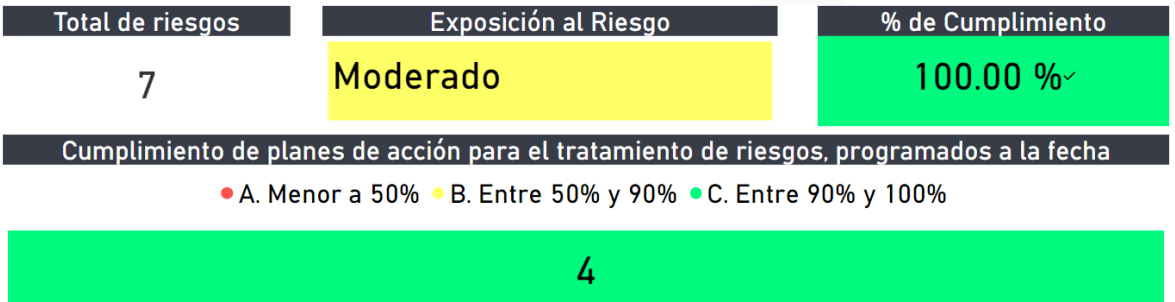 Total de riesgos
Exposición al Riesgo
% de Cumplimiento
7
Moderado
100.00 %✓
Cumplimiento de planes de acción para el tratamiento de riesgos, programados a la fecha
A. Menor a 50% B. Entre 50% y 90% C. Entre 90% y 100%
4